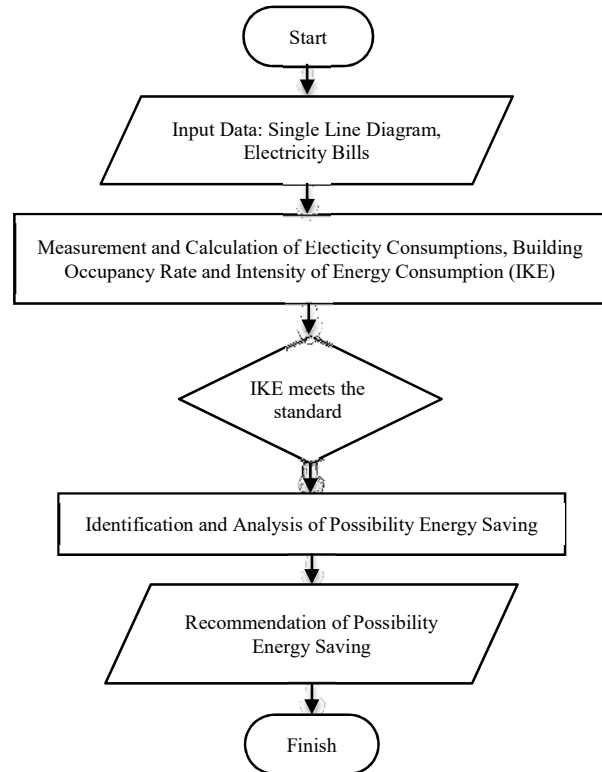 Start
Input Data: Single Line Diagram,
Electricity Bills
Measurement and Calculation of Electicity Consumptions, Building
Occupancy Rate and Intensity of Energy Consumption (IKE)
IKE meets the
standard
Identification and Analysis of Possibility Energy Saving
Recommendation of Possibility
Energy Saving
Finish